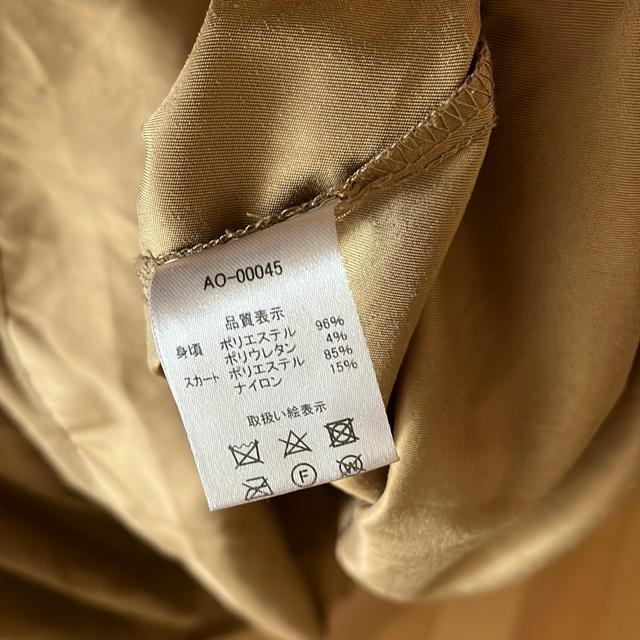 AO-00045
品質表示
身頃 ポリエステル 96%
ポリウレタン 4%
スカート ポリエステル 85%
ナイロン 15%
取扱い絵表示
F
W